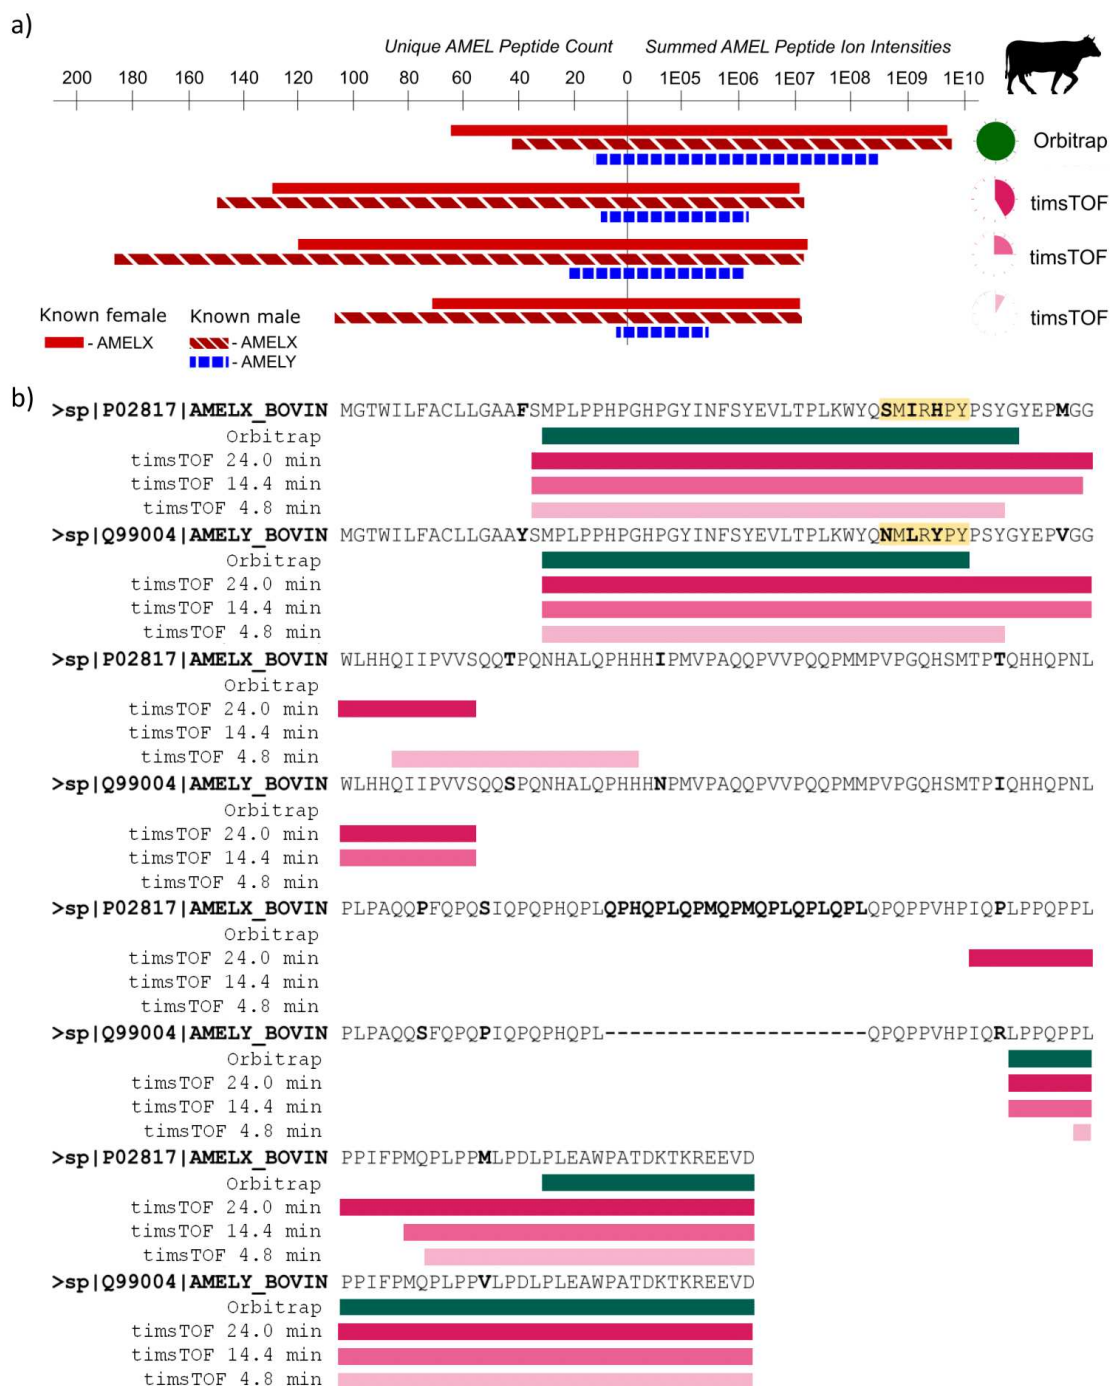 a)
Unique AMEL Peptide Count Summed AMEL Peptide Ion Intensities
200 180 160 140 120 100 80 60 40 20 0 1E05 1E06 1E07 1E08 1E09 1E10
Orbitrap
timsTOF
timsTOF
timsTOF
Known female Known male
- AMELX - AMELX
- AMELY
b)
>sp|P02817|AMELX_BOVIN MGTWILFACLLGAAFSMPLPPHPGHPGYINFSYEVLTPLKWYQSMIRHPYPSYGYEPMGG
Orbitrap
timsTOF 24.0 min
timsTOF 14.4 min
timsTOF 4.8 min
>sp|Q99004|AMELY_BOVIN MGTWILFACLLGAAYSMPLPPHPGHPGYINFSYEVLTPLKWYQNMLRYPYPSYGYEPVGG
Orbitrap
timsTOF 24.0 min
timsTOF 14.4 min
timsTOF 4.8 min
>sp|P02817|AMELX_BOVIN WLHHQIIPVVSQQTPQNHALQPHHHIPMVPAQQPVVPQQPMMPVPGQHSMTPTQHHQPNL
Orbitrap
timsTOF 24.0 min
timsTOF 14.4 min
timsTOF 4.8 min
>sp|Q99004|AMELY_BOVIN WLHHQIIPVVSQQSPQNHALQPHHHNPMVPAQQPVVPQQPMMPVPGQHSMTPIQHHQPNL
Orbitrap
timsTOF 24.0 min
timsTOF 14.4 min
timsTOF 4.8 min
>sp|P02817|AMELX_BOVIN PLPAQQPFQPQSIQPQPHQPLQPHQPLQPMQPMQPLQPLQPLQPQPPVHPIQPLPPQPPL
Orbitrap
timsTOF 24.0 min
timsTOF 14.4 min
timsTOF 4.8 min
>sp|Q99004|AMELY_BOVIN PLPAQQSFQPQPIQPQPHQPL---------------------QPQPPVHPIQRLPPQPPL
Orbitrap
timsTOF 24.0 min
timsTOF 14.4 min
timsTOF 4.8 min
>sp|P02817|AMELX_BOVIN PPIFPMQPLPPMLPDLPLEAWPATDKTKREEVD
Orbitrap
timsTOF 24.0 min
timsTOF 14.4 min
timsTOF 4.8 min
>sp|Q99004|AMELY_BOVIN PPIFPMQPLPPVLPDLPLEAWPATDKTKREEVD
Orbitrap
timsTOF 24.0 min
timsTOF 14.4 min
timsTOF 4.8 min